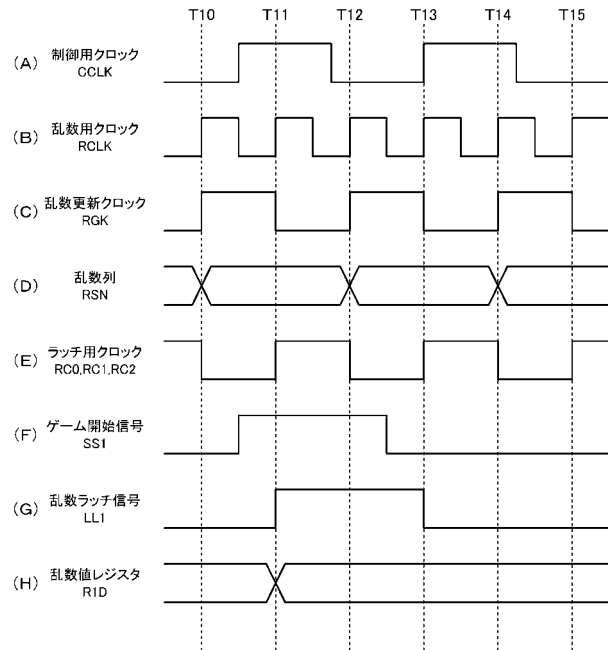 T10 T11 T12 T13 T14 T15
(A) 制御用クロック
CCLK
(B) 乱数用クロック
RCLK
(C) 乱数更新クロック
RGK
(D) 乱数列
RSN
(E) ラッチ用クロック
RC0,RC1,RC2
(F) ゲーム開始信号
SS1
(G) 乱数ラッチ信号
LL1
(H) 乱数値レジスタ
R1D